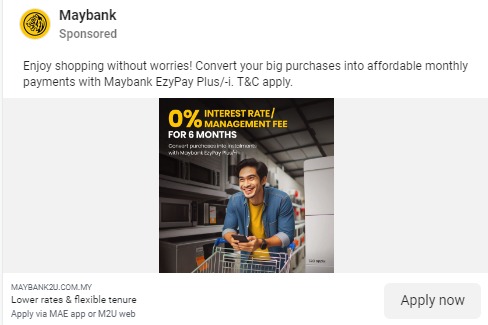 Maybank
Sponsored
Enjoy shopping without worries! Convert your big purchases into affordable monthly
payments with Maybank EzyPay Plus/-i. T&C apply.
0% INTEREST RATE/
MANAGEMENT FEE
FOR 6 MONTHS
Convert purchases into instalments
with Maybank EzyPay Plus/-i
T&C apply.
MAYBANK2U.COM.MY
Lower rates & flexible tenure
Apply via MAE app or M2U web
Apply now